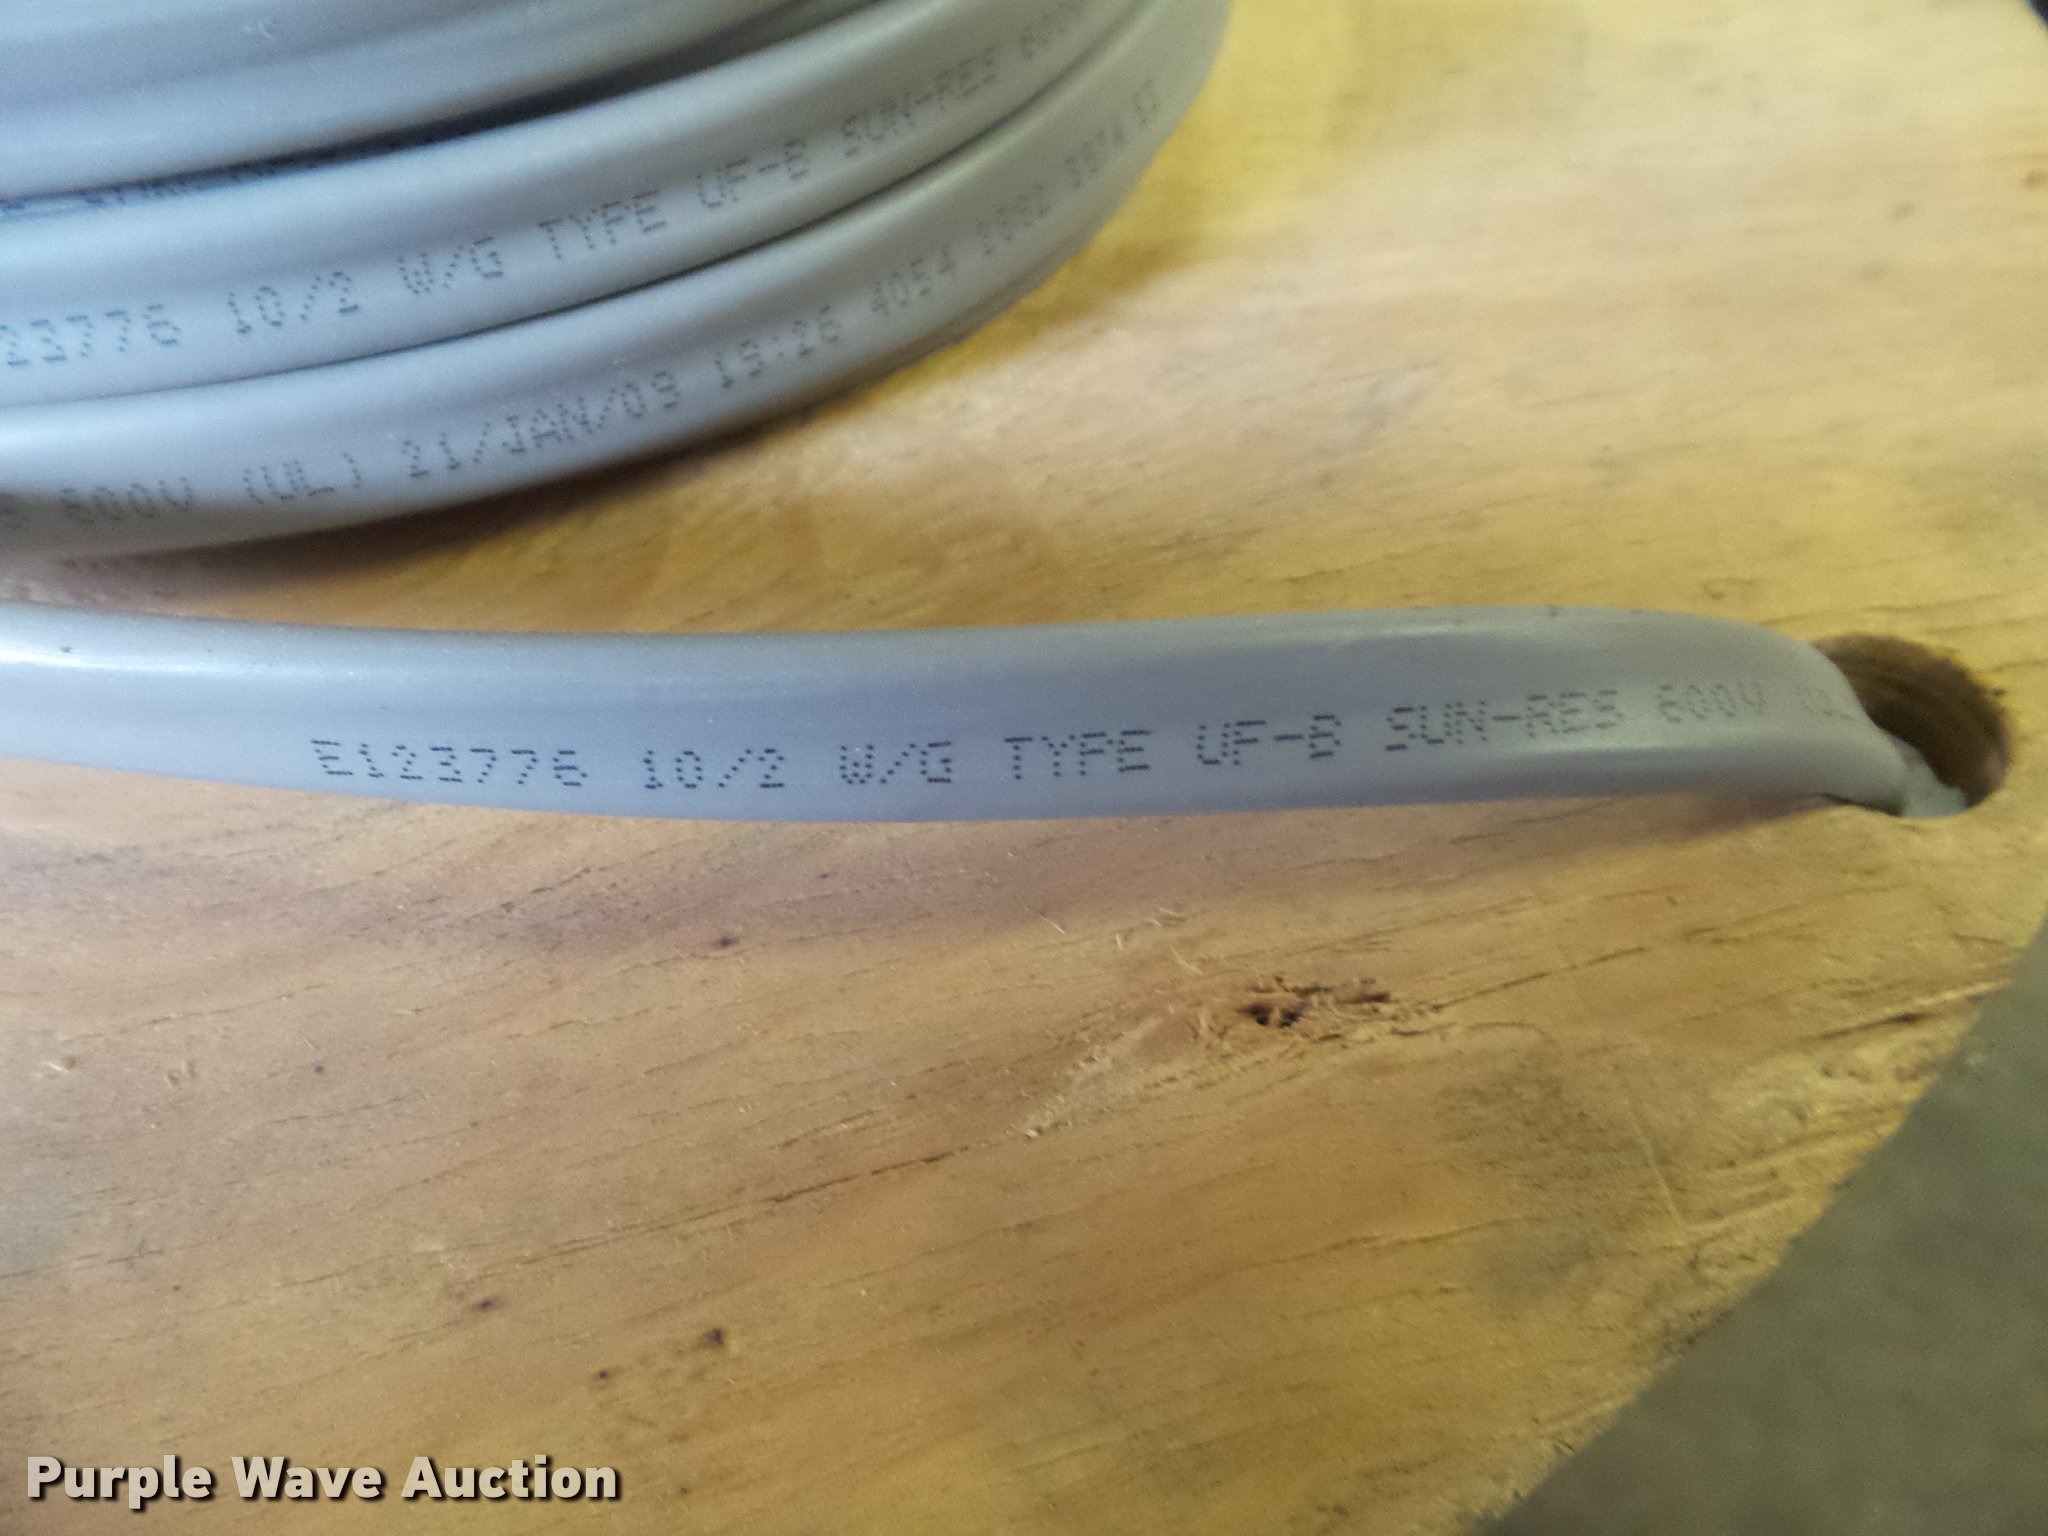 23776 10/2 W/G TYPE UF-B SUN-RES
600V (UL) 21/JAN/09 19:26 4054
E123776 10/2 W/G TYPE UF-B SUN-RES 600V
Purple Wave Auction